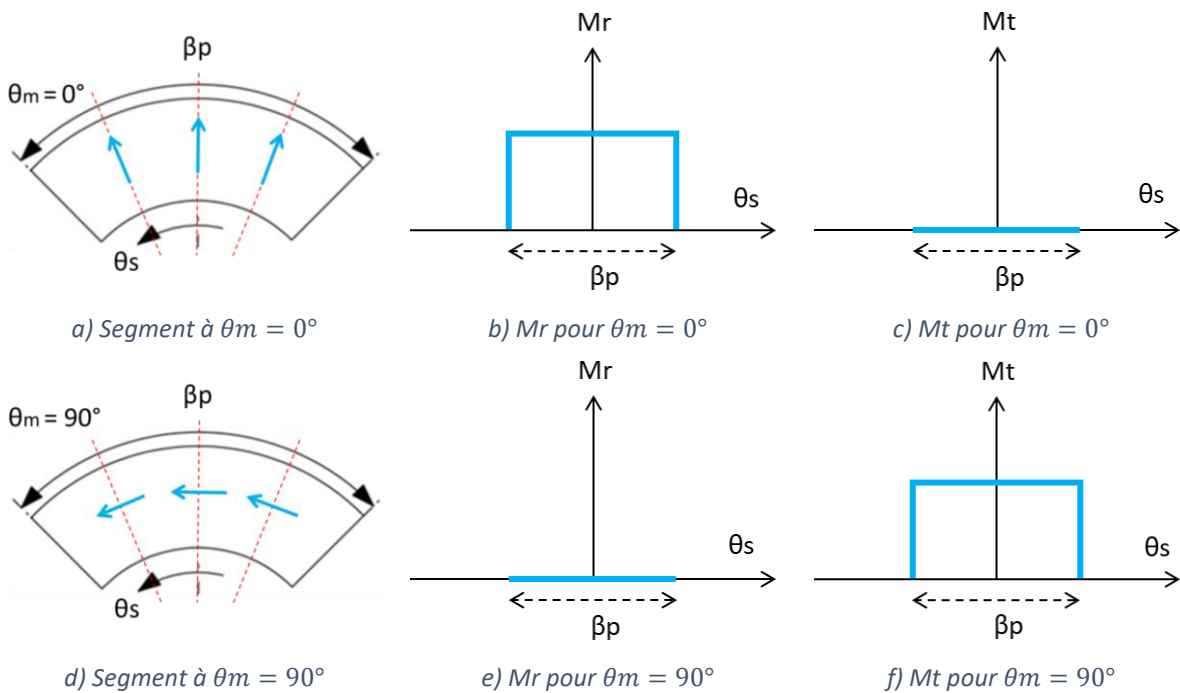 βp
θm = 0°
θs
a) Segment à θm = 0°
Mr
θs
βp
b) Mr pour θm = 0°
Mt
θs
βp
c) Mt pour θm = 0°
βp
θm = 90°
θs
d) Segment à θm = 90°
Mr
θs
βp
e) Mr pour θm = 90°
Mt
θs
βp
f) Mt pour θm = 90°